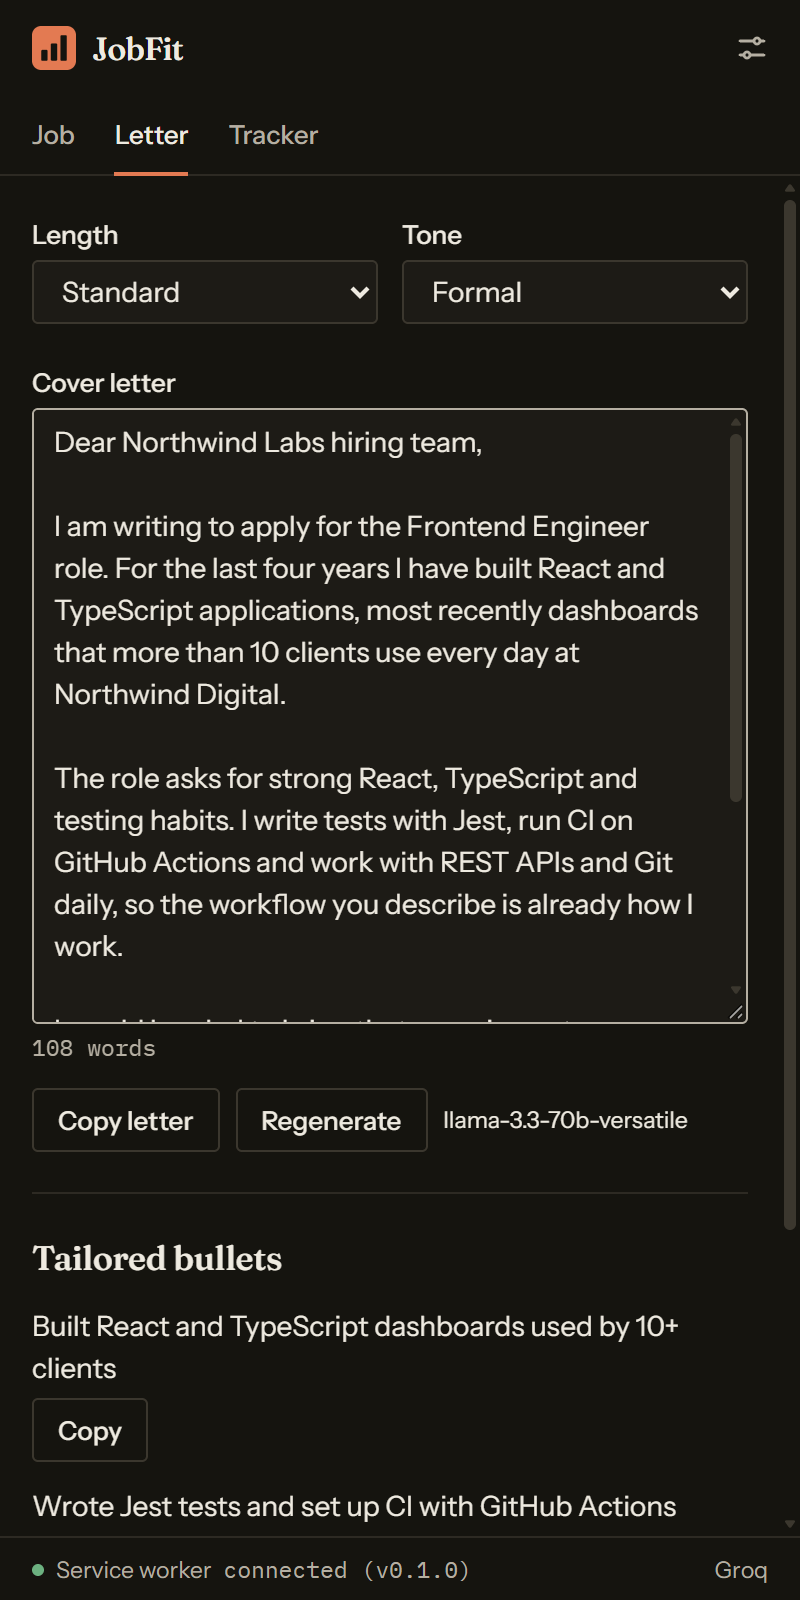 JobFit
Job Letter Tracker
Length Tone
Standard Formal
Cover letter
Dear Northwind Labs hiring team,
I am writing to apply for the Frontend Engineer
role. For the last four years I have built React and
TypeScript applications, most recently dashboards
that more than 10 clients use every day at
Northwind Digital.
The role asks for strong React, TypeScript and
testing habits. I write tests with Jest, run CI on
GitHub Actions and work with REST APIs and Git
daily, so the workflow you describe is already how I
work.
108 words
Copy letter Regenerate llama-3.3-70b-versatile
Tailored bullets
Built React and TypeScript dashboards used by 10+
clients
Copy
Wrote Jest tests and set up CI with GitHub Actions
Service worker connected (v0.1.0) Groq